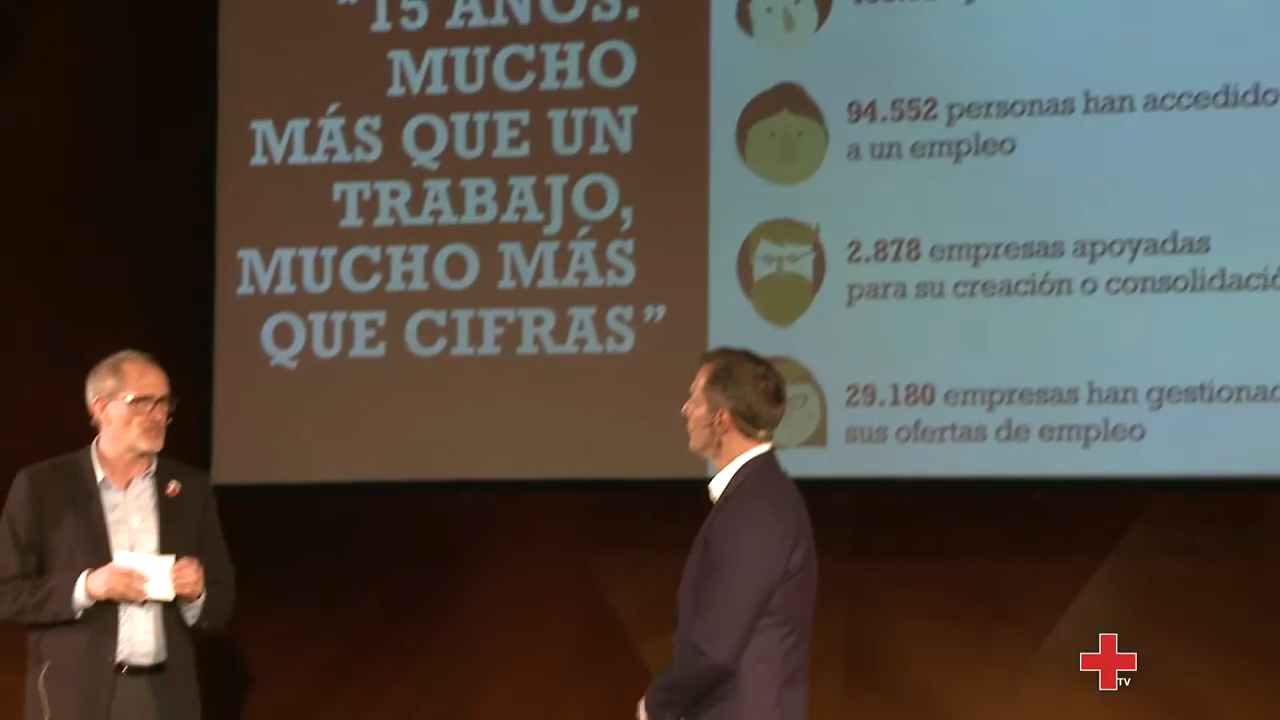 “15 AÑOS.
MUCHO
MÁS QUE UN
TRABAJO,
MUCHO MÁS
QUE CIFRAS”
94.552 personas han accedido
a un empleo
2.878 empresas apoyadas
para su creación o consolidació
29.180 empresas han gestionad
sus ofertas de empleo
TV